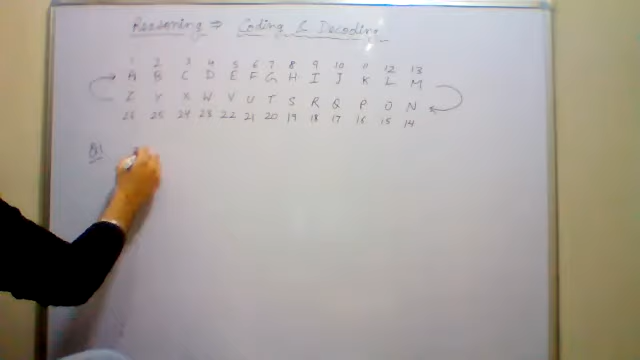 Reasoning ⇒ Coding & Decoding
1 2 3 4 5 6 7 8 9 10 11 12 13
A B C D E F G H I J K L M
Z Y X W V U T S R Q P O N
26 25 24 23 22 21 20 19 18 17 16 15 14
Q1